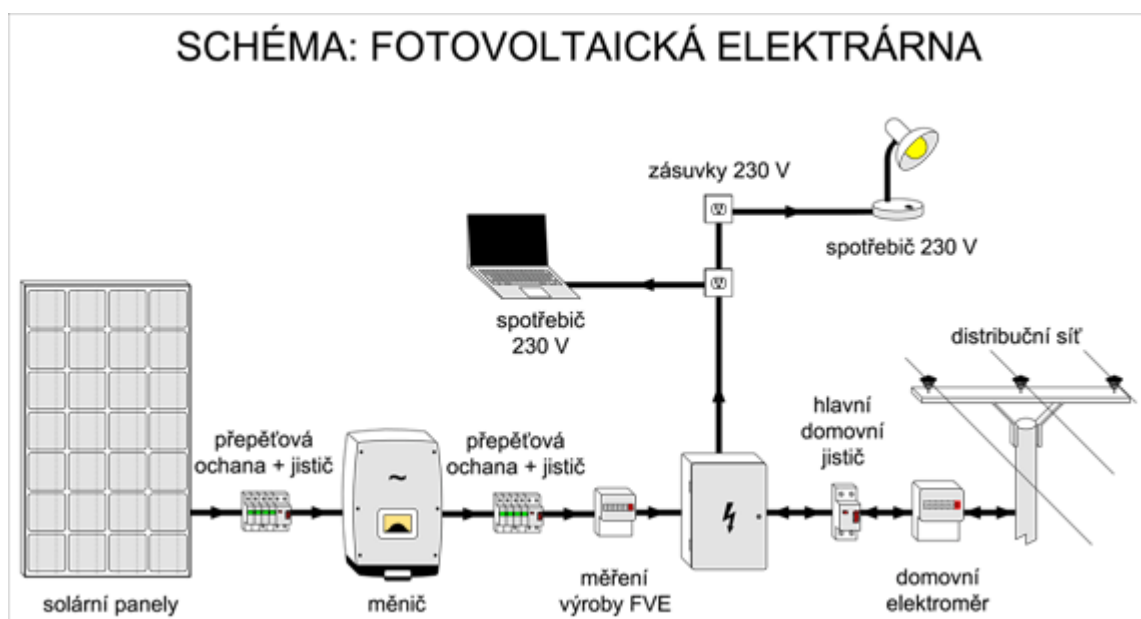 SCHÉMA: FOTOVOLTAICKÁ ELEKTRÁRNA
zásuvky 230 V
spotřebič 230 V
spotřebič
230 V
distribuční síť
hlavní
domovní
jistič
přepěťová
ochana + jistič
přepěťová
ochana + jistič
~
solární panely
měnič
měření
výroby FVE
domovní
elektroměr